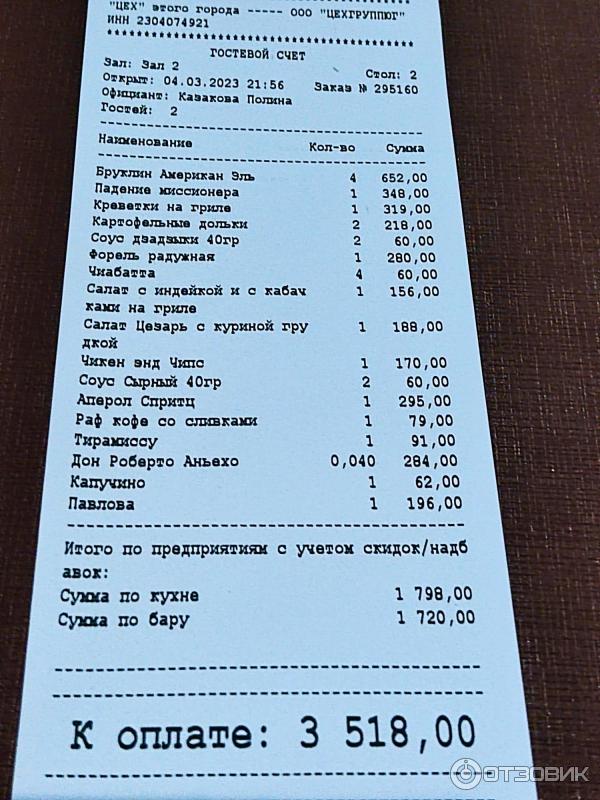 "ЦЕХ" этого города ----- ООО "ЦЕХГРУППЮГ"
ИНН 2304074921
ГОСТЕВОЙ СЧЕТ
Зал: Зал 2 Стол: 2
Открыт: 04.03.2023 21:56 Заказ № 295160
Официант: Казакова Полина
Гостей: 2
Наименование Кол-во Сумма
Бруклин Американ Эль 4 652,00
Падение миссионера 1 348,00
Креветки на гриле 1 319,00
Картофельные дольки 2 218,00
Соус дзадзыки 40гр 2 60,00
Форель радужная 1 280,00
Чиабатта 4 60,00
Салат с индейкой и с кабач 1 156,00
ками на гриле
Салат Цезарь с куриной гру 1 188,00
дкой
Чикен энд Чипс 1 170,00
Соус Сырный 40гр 2 60,00
Аперол Спритц 1 295,00
Раф кофе со сливками 1 79,00
Тирамиссу 1 91,00
Дон Роберто Аньехо 0,040 284,00
Капучино 1 62,00
Павлова 1 196,00
Итого по предприятиям с учетом скидок/надб
авок:
Сумма по кухне 1 798,00
Сумма по бару 1 720,00
К оплате: 3 518,00
ОТЗОВИК